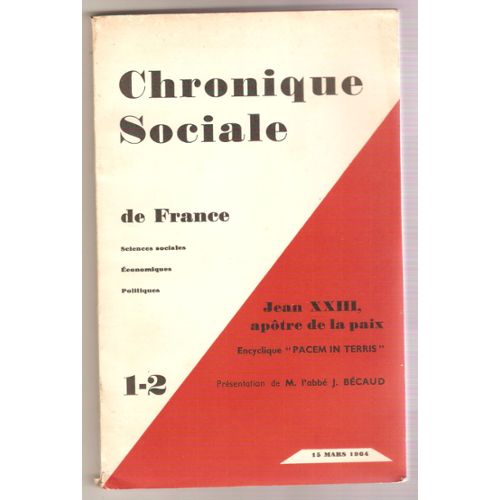 Chronique
Sociale
de France
Sciences sociales
Économiques
Politiques
Jean XXIII,
apôtre de la paix
Encyclique "PACEM IN TERRIS"
1-2
Présentation de M. l'abbé J. BÉCAUD
15 MARS 1964